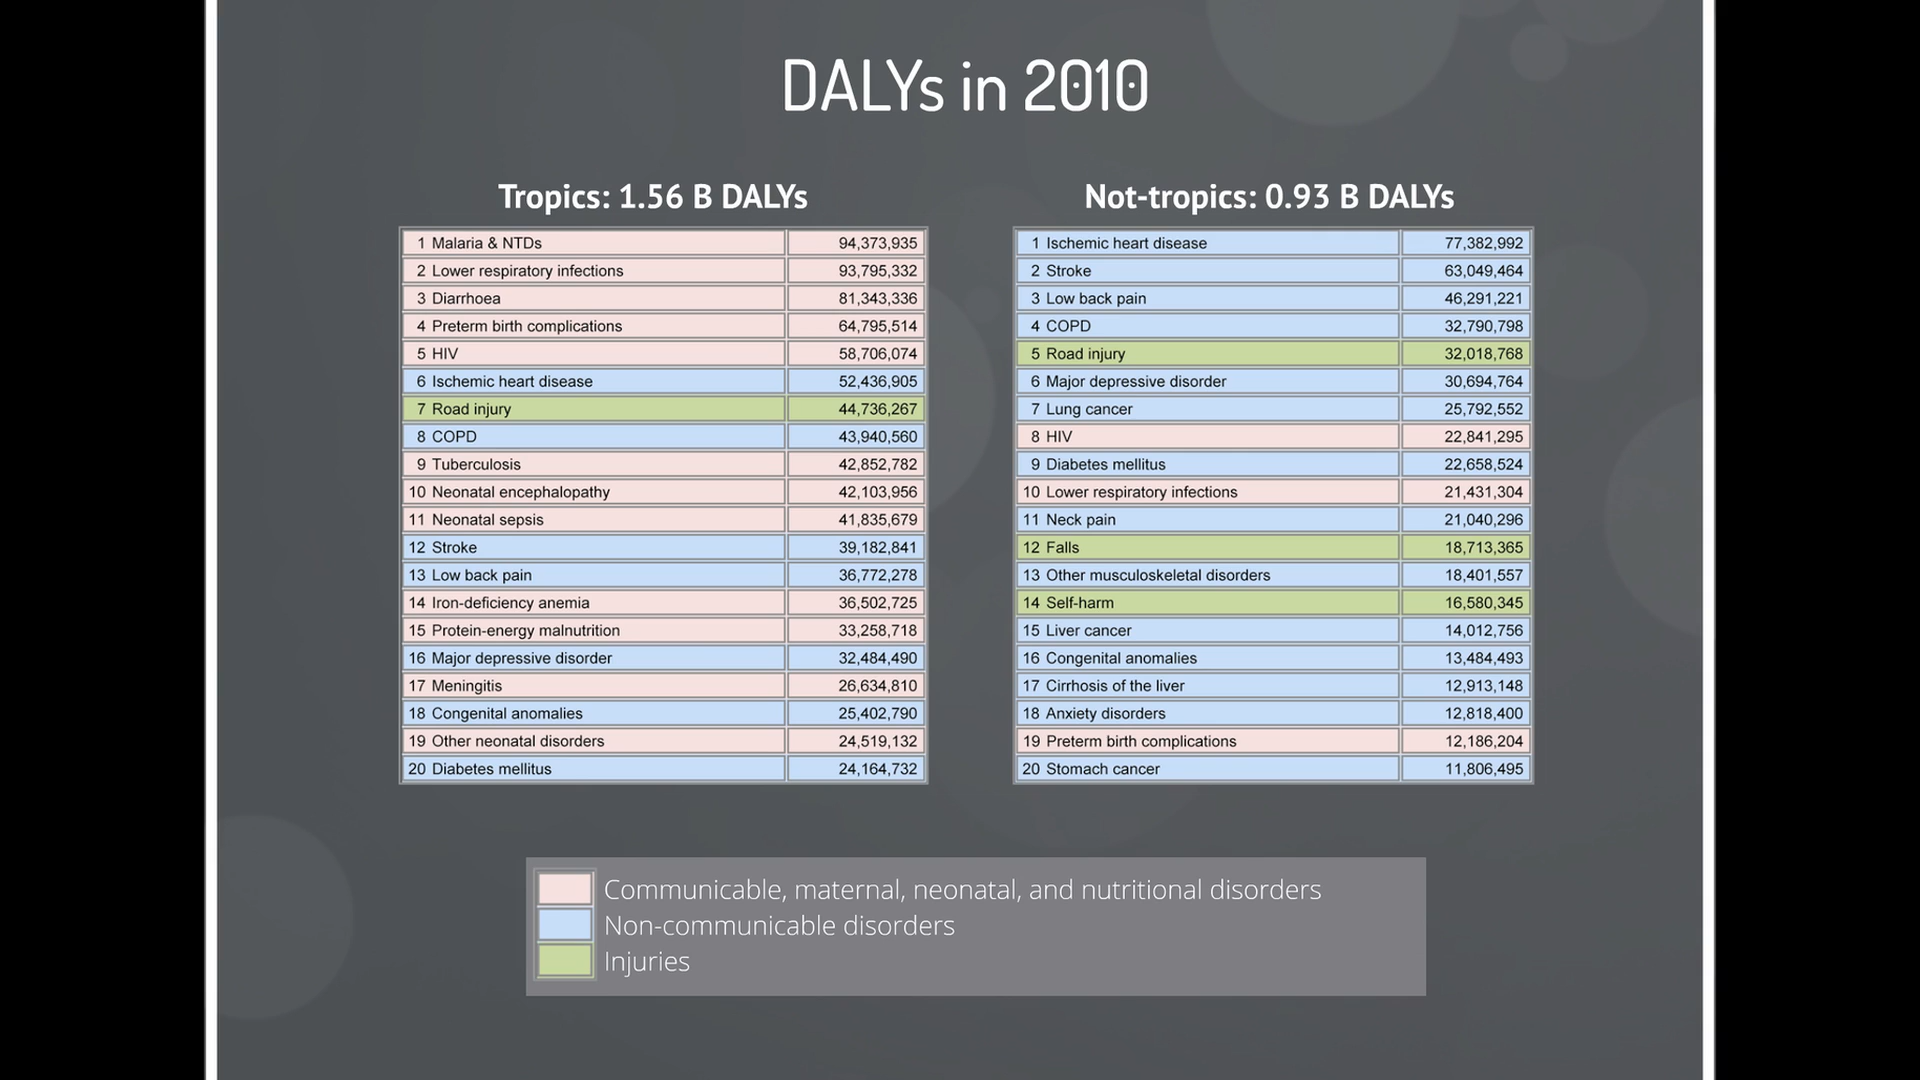 DALYs in 2010
Tropics: 1.56 B DALYs
1 Malaria & NTDs 94,373,935
2 Lower respiratory infections 93,795,332
3 Diarrhoea 81,343,336
4 Preterm birth complications 64,795,514
5 HIV 58,706,074
6 Ischemic heart disease 52,436,905
7 Road injury 44,736,267
8 COPD 43,940,560
9 Tuberculosis 42,852,782
10 Neonatal encephalopathy 42,103,956
11 Neonatal sepsis 41,835,679
12 Stroke 39,182,841
13 Low back pain 36,772,278
14 Iron-deficiency anemia 36,502,725
15 Protein-energy malnutrition 33,258,718
16 Major depressive disorder 32,484,490
17 Meningitis 26,634,810
18 Congenital anomalies 25,402,790
19 Other neonatal disorders 24,519,132
20 Diabetes mellitus 24,164,732
Not-tropics: 0.93 B DALYs
1 Ischemic heart disease 77,382,992
2 Stroke 63,049,464
3 Low back pain 46,291,221
4 COPD 32,790,798
5 Road injury 32,018,768
6 Major depressive disorder 30,694,764
7 Lung cancer 25,792,552
8 HIV 22,841,295
9 Diabetes mellitus 22,658,524
10 Lower respiratory infections 21,431,304
11 Neck pain 21,040,296
12 Falls 18,713,365
13 Other musculoskeletal disorders 18,401,557
14 Self-harm 16,580,345
15 Liver cancer 14,012,756
16 Congenital anomalies 13,484,493
17 Cirrhosis of the liver 12,913,148
18 Anxiety disorders 12,818,400
19 Preterm birth complications 12,186,204
20 Stomach cancer 11,806,495
Communicable, maternal, neonatal, and nutritional disorders
Non-communicable disorders
Injuries